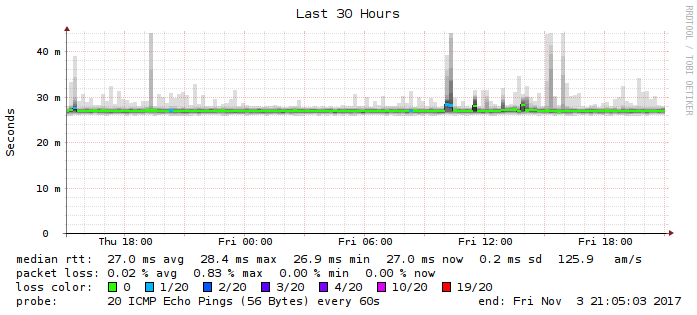 Last 30 Hours
RRDTOOL / TOBI OETIKER
Seconds
40 m
30 m
20 m
10 m
0
Thu 18:00 Fri 00:00 Fri 06:00 Fri 12:00 Fri 18:00
median rtt: 27.0 ms avg 28.4 ms max 26.9 ms min 27.0 ms now 0.2 ms sd 125.9 am/s
packet loss: 0.02 % avg 0.83 % max 0.00 % min 0.00 % now
loss color: 0 1/20 2/20 3/20 4/20 10/20 19/20
probe: 20 ICMP Echo Pings (56 Bytes) every 60s end: Fri Nov 3 21:05:03 2017